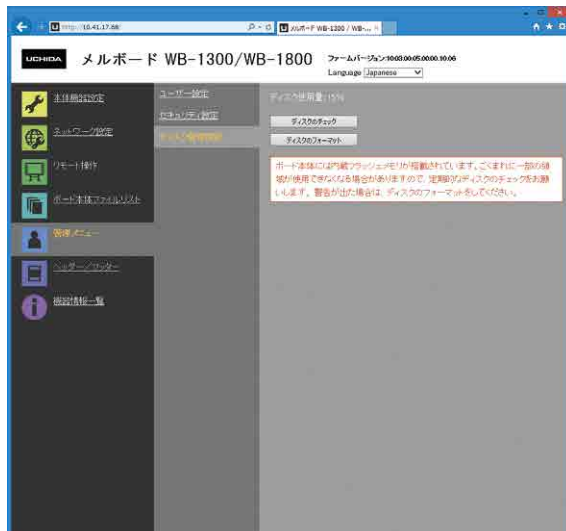 10.41.17.88
メルボード WB-1300 / WB-...
UCHIDA
メルボード WB-1300/WB-1800
ファームバージョン:10.03.00-05.00.00.10.06
Language Japanese
本体機器設定
ネットワーク設定
リモート操作
ボード本体ファイルリスト
管理メニュー
ヘッダー/フッター
機器情報一覧
ユーザー設定
セキュリティ設定
ディスク使用量:15%
ディスクのチェック
ディスクのフォーマット
ボード本体には内蔵フラッシュメモリが搭載されています。ごくまれに一部の領
域が使用できなくなる場合がありますので、定期的なディスクのチェックをお願
いします。警告が出た場合は、ディスクのフォーマットをしてください。